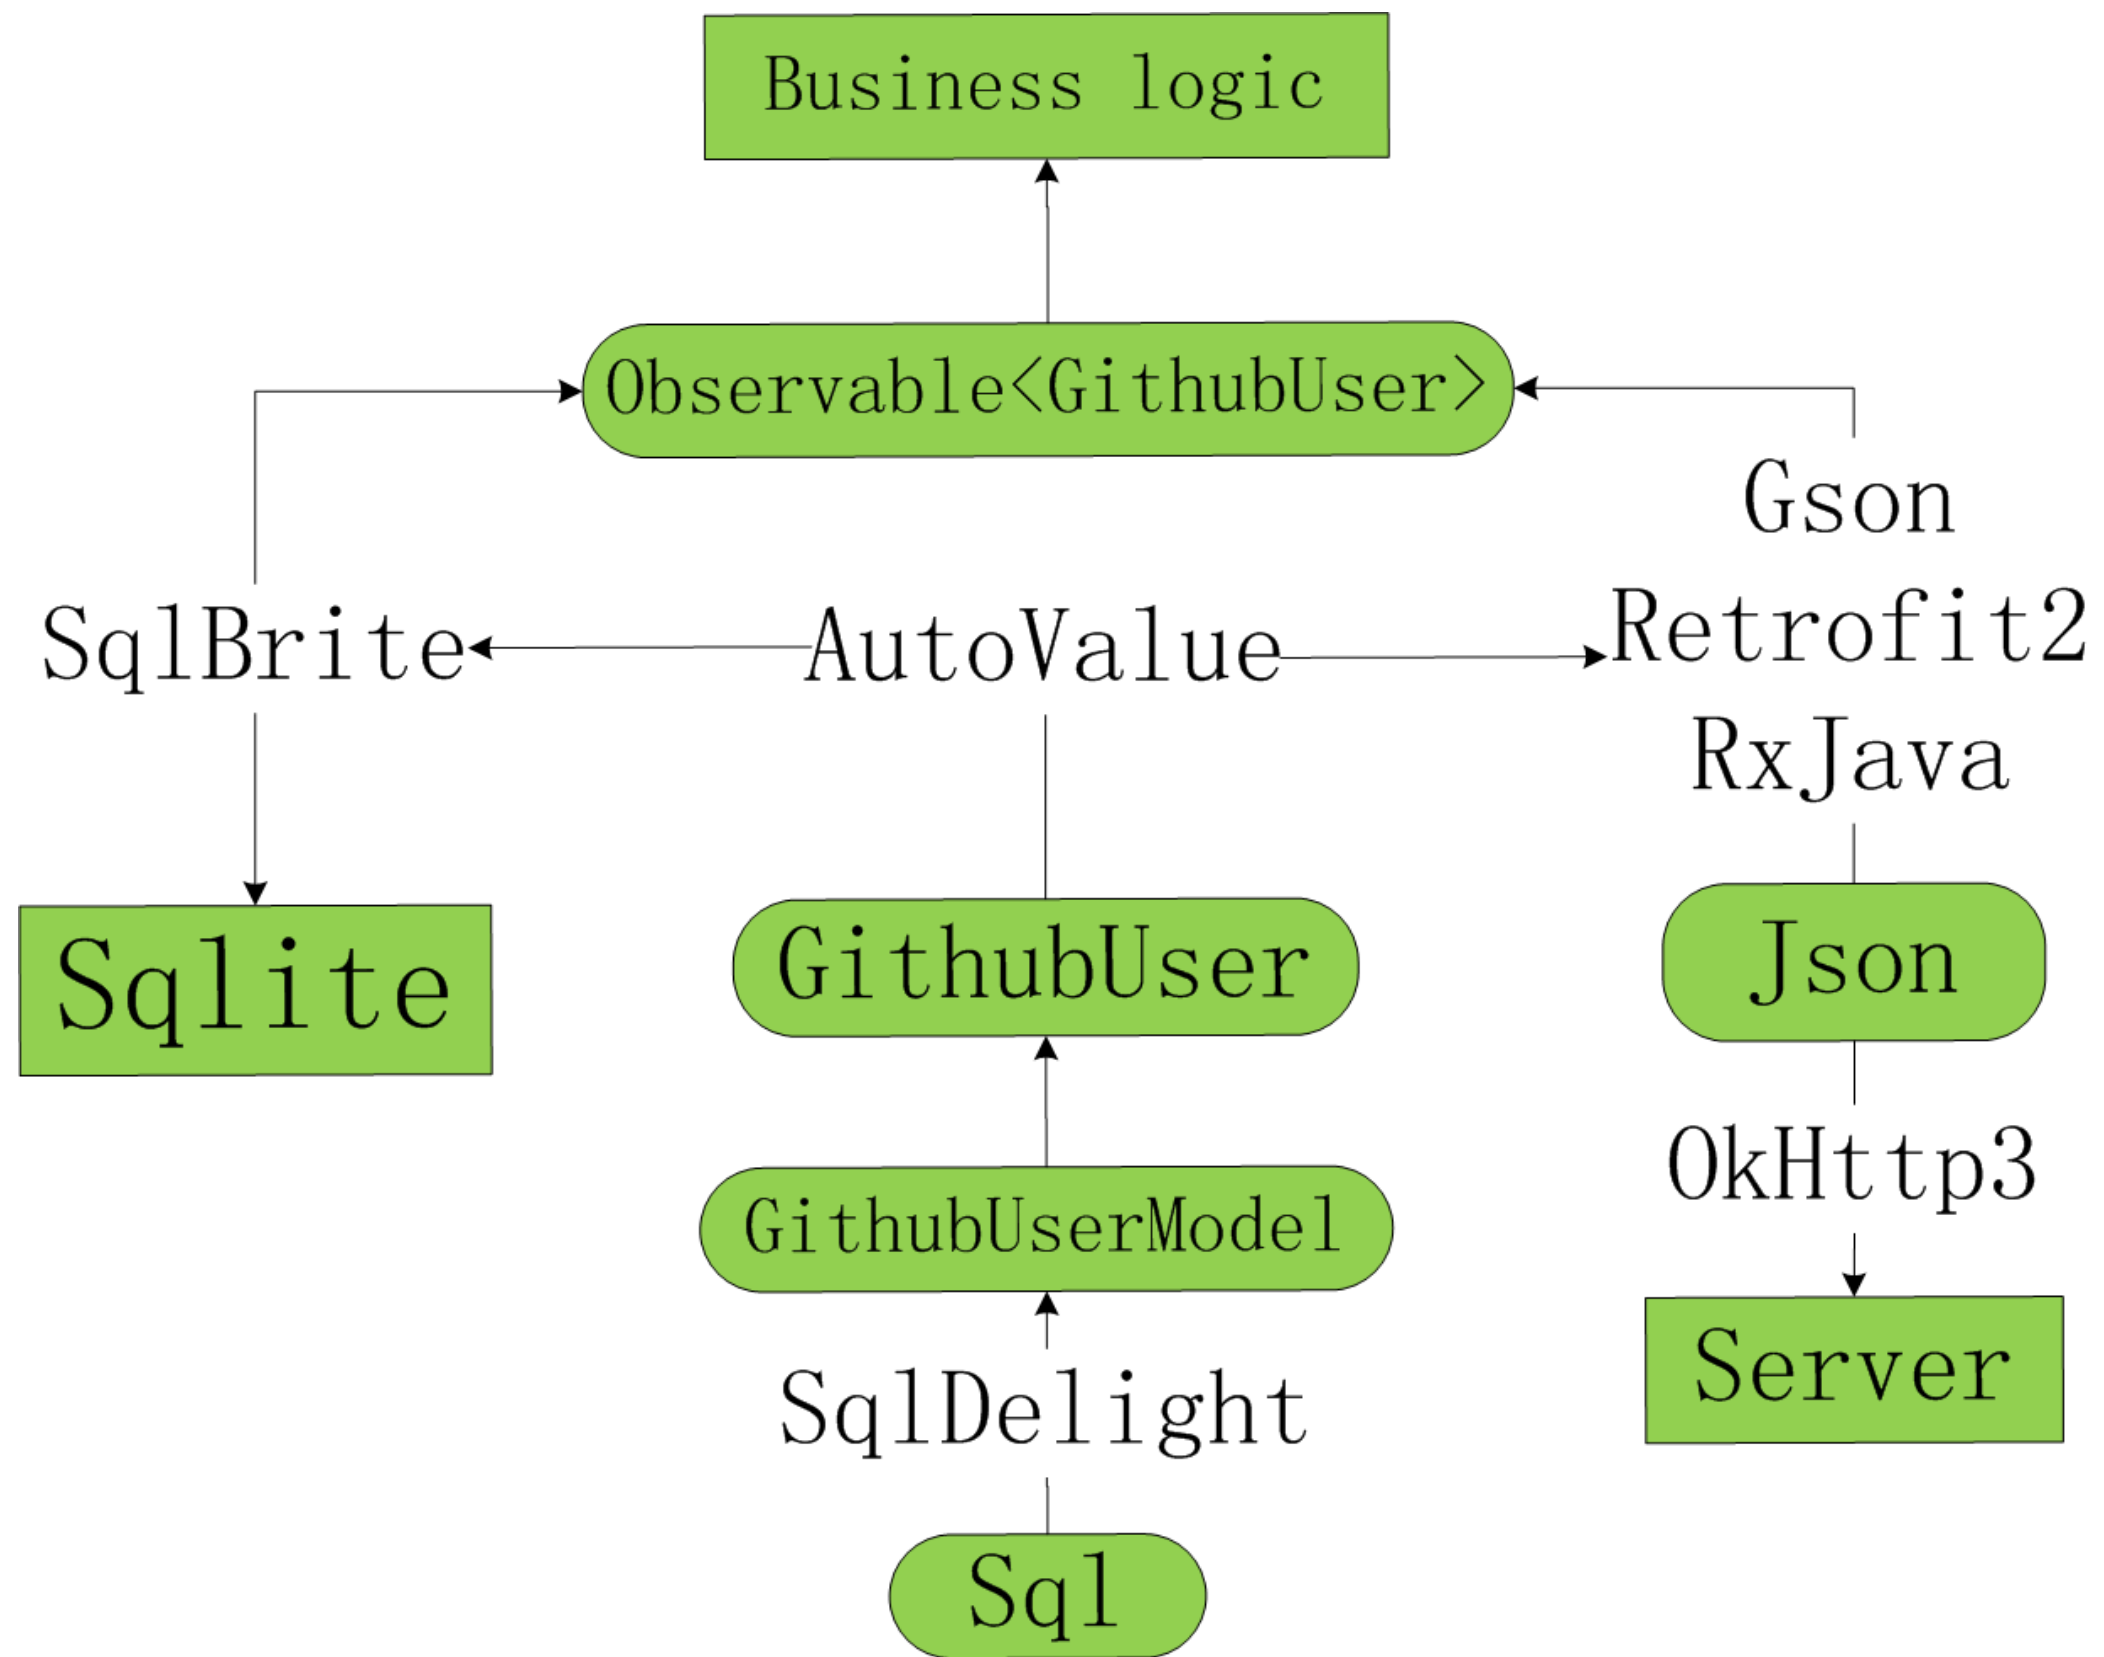 Business logic
Observable<GithubUser>
Gson
SqlBrite
AutoValue
Retrofit2
RxJava
Sqlite
GithubUser
Json
OkHttp3
GithubUserModel
Server
SqlDelight
Sql